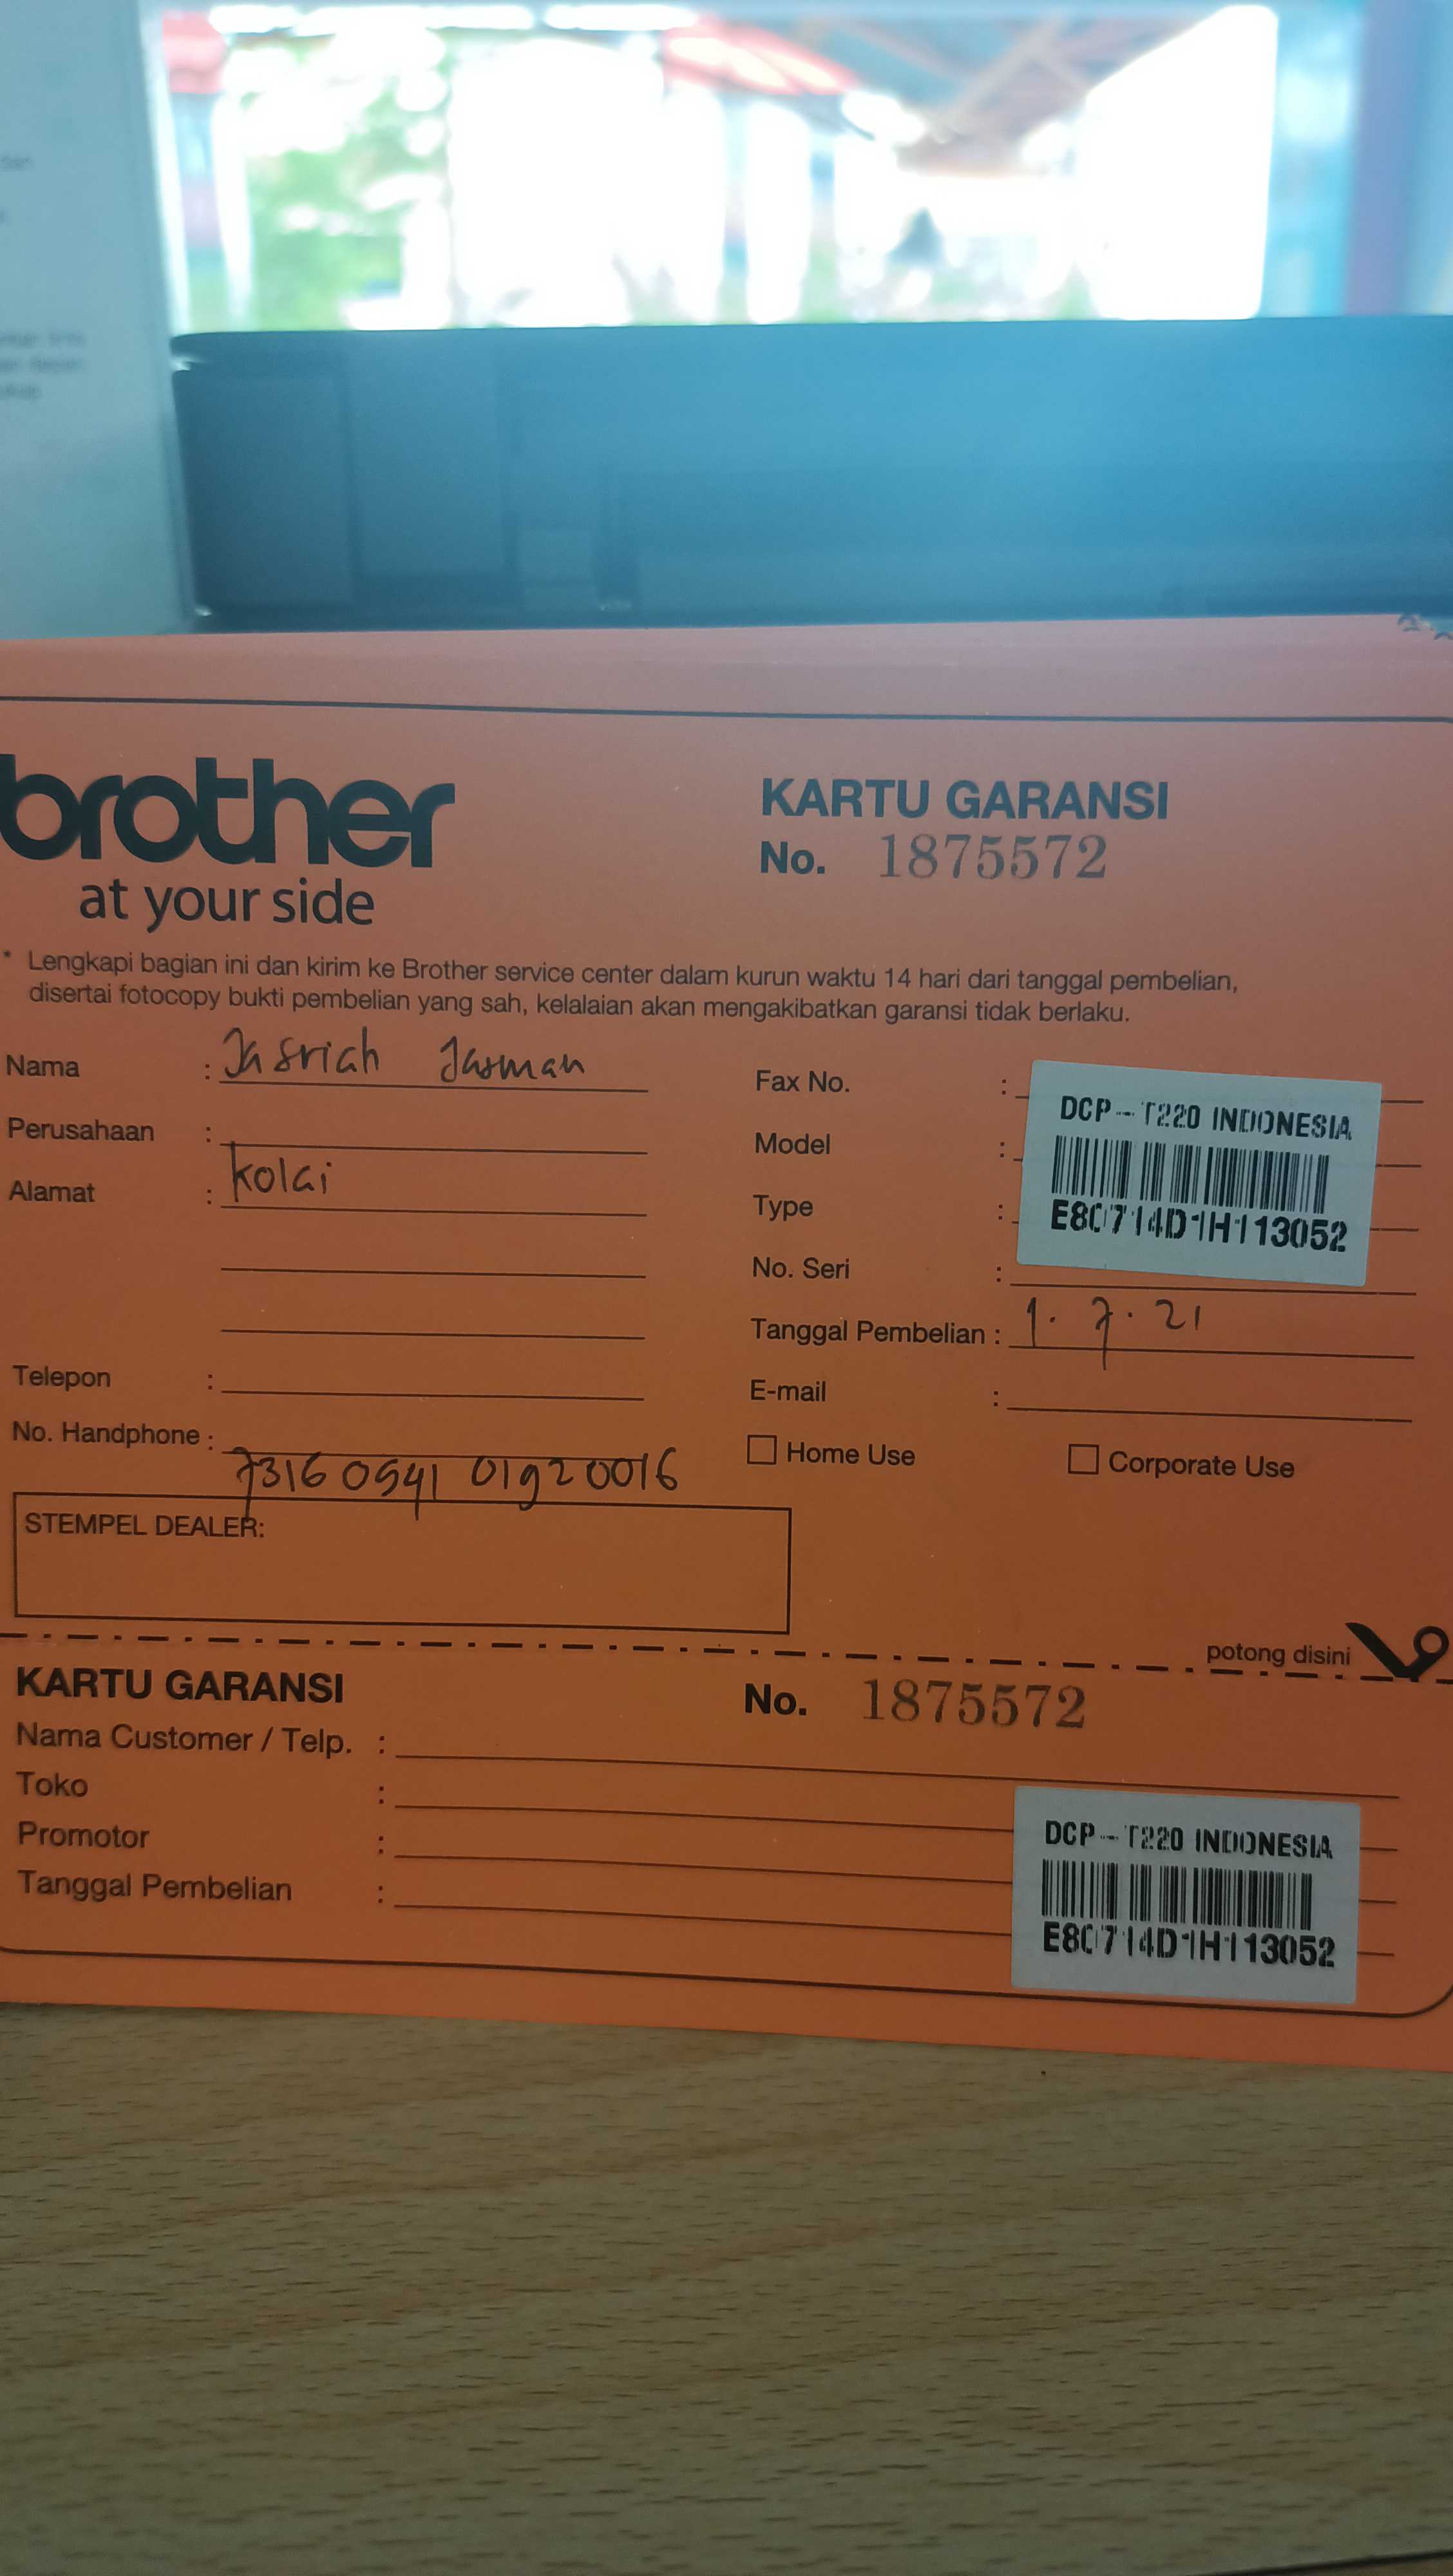 brother
at your side
KARTU GARANSI
No. 1875572
* Lengkapi bagian ini dan kirim ke Brother service center dalam kurun waktu 14 hari dari tanggal pembelian,
disertai fotocopy bukti pembelian yang sah, kelalaian akan mengakibatkan garansi tidak berlaku.
Nama : Jasriah Jasman
Perusahaan :
Alamat : Kolai
Telepon :
No. Handphone :
7316 0541 01920016
Fax No. :
Model :
Type :
No. Seri :
DCP-T220 INDONESIA
E80714D1H113052
Tanggal Pembelian : 1.7.21
E-mail :
Home Use Corporate Use
STEMPEL DEALER:
potong disini
KARTU GARANSI No. 1875572
Nama Customer / Telp. :
Toko :
Promotor :
Tanggal Pembelian :
DCP-T220 INDONESIA
E80714D1H113052